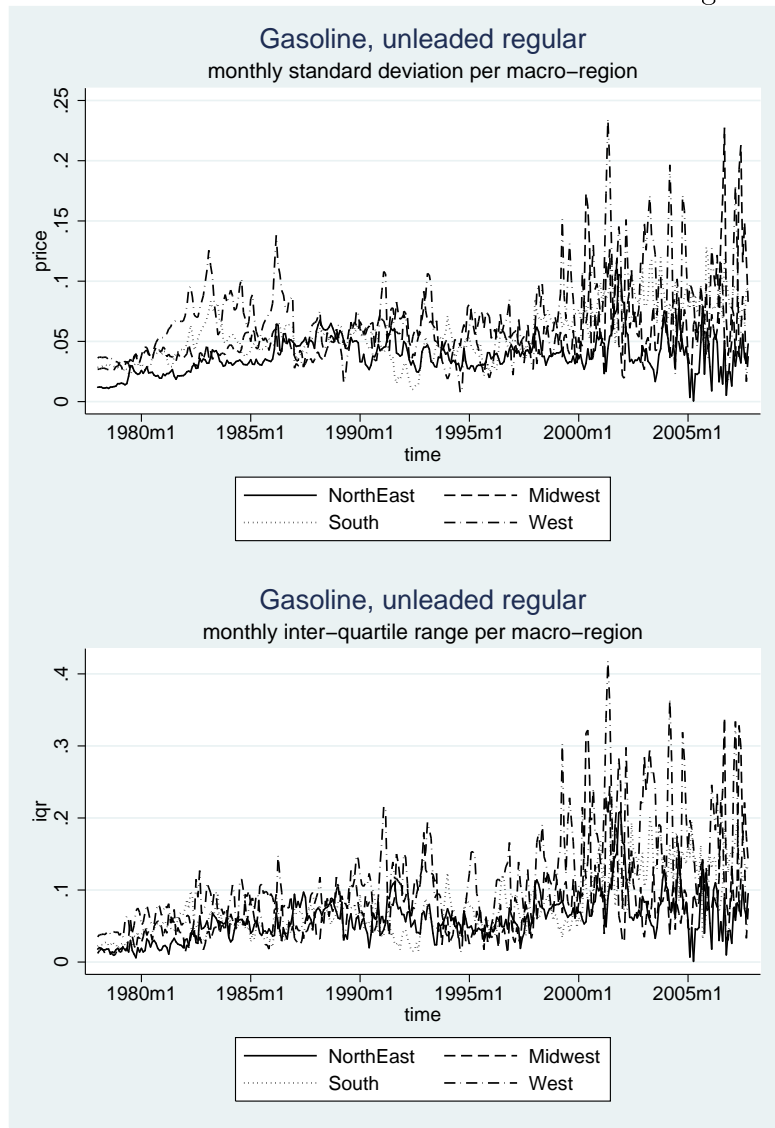 g
Gasoline, unleaded regular
monthly standard deviation per macro−region
.25
.2
.15
.1
.05
0
price
1980m1 1985m1 1990m1 1995m1 2000m1 2005m1
time
NorthEast Midwest
South West
Gasoline, unleaded regular
monthly inter−quartile range per macro−region
.4
.3
.2
.1
0
iqr
1980m1 1985m1 1990m1 1995m1 2000m1 2005m1
time
NorthEast Midwest
South West